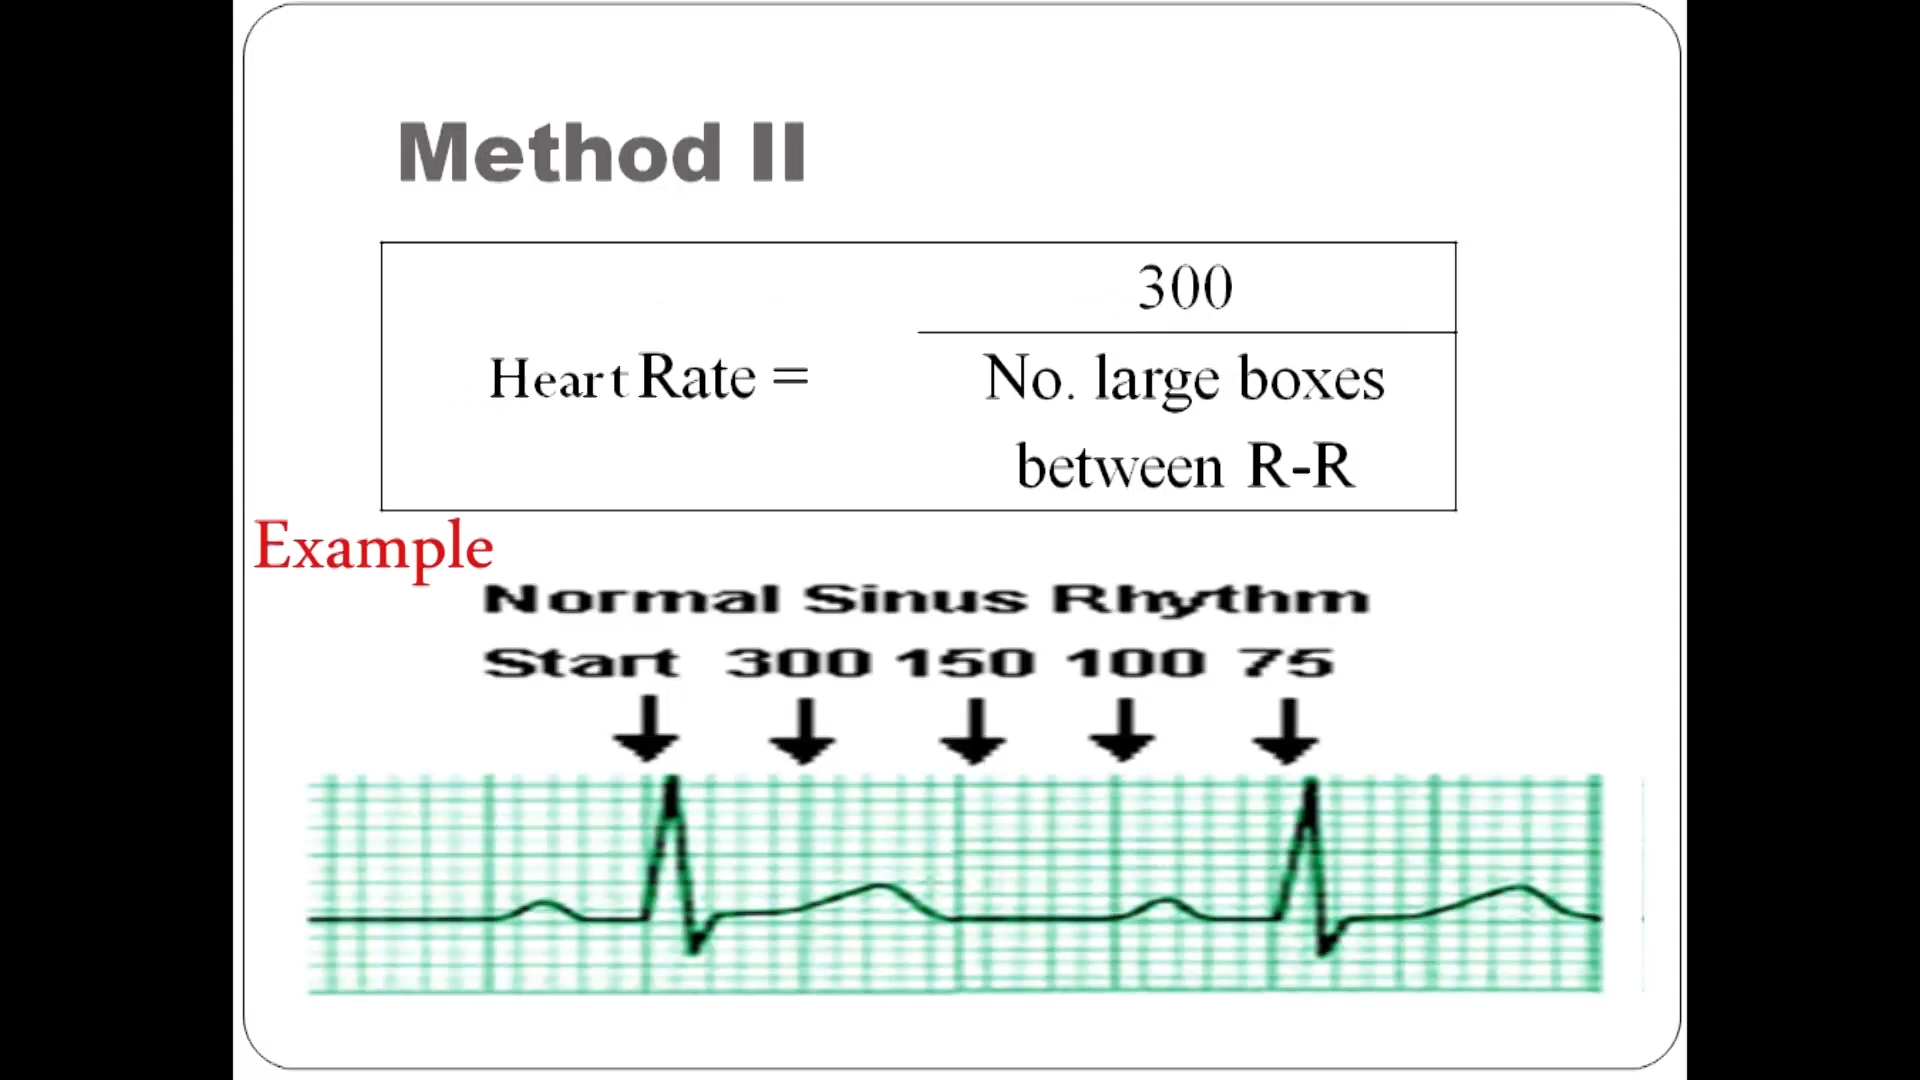 Method II
300
Heart Rate =
No. large boxes
between R-R
Example
Normal Sinus Rhythm
Start 300 150 100 75